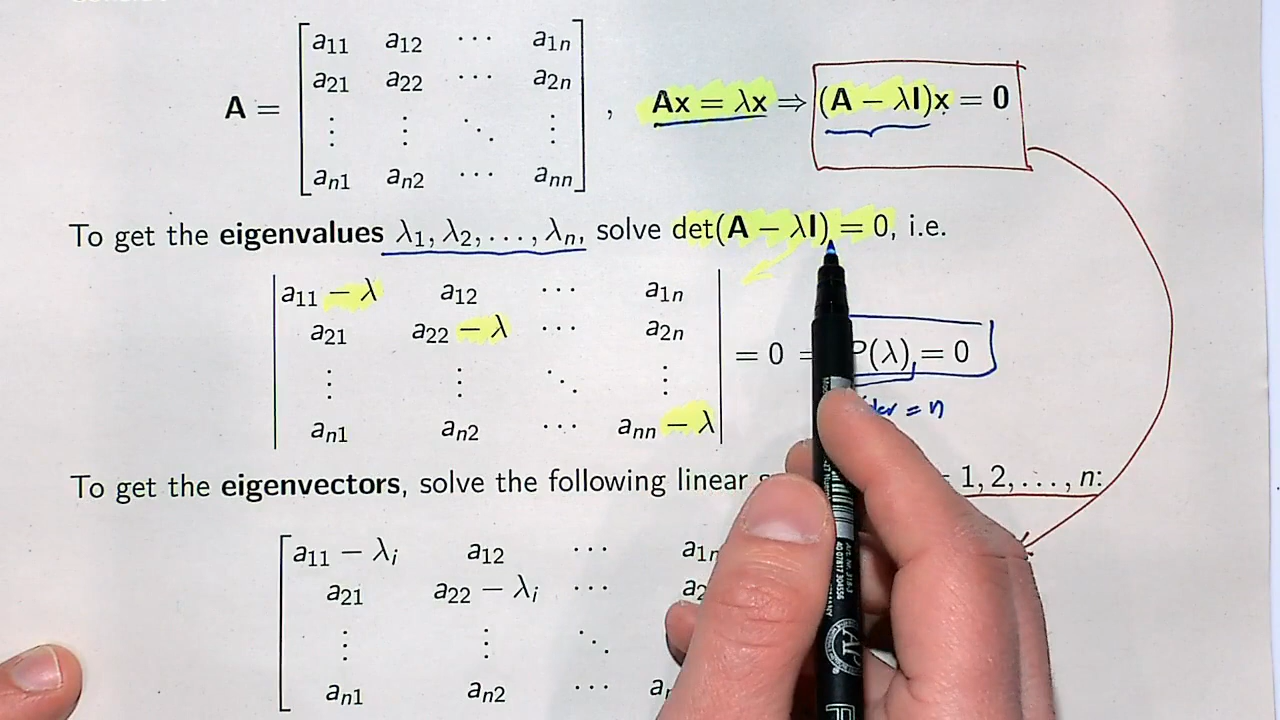 A = [ a11 a12 ⋯ a1n
a21 a22 ⋯ a2n
⋮ ⋮ ⋱ ⋮
an1 an2 ⋯ ann ] , Ax = λx ⇒ (A − λI)x = 0
To get the eigenvalues λ1, λ2, …, λn, solve det(A − λI) = 0, i.e.
| a11 − λ a12 ⋯ a1n |
| a21 a22 − λ ⋯ a2n |
| ⋮ ⋮ ⋱ ⋮ | = 0 P(λ) = 0
| an1 an2 ⋯ ann − λ | = n
To get the eigenvectors, solve the following linear 1, 2, …, n:
[ a11 − λi a12 ⋯
a21 a22 − λi ⋯
⋮ ⋮ ⋱
an1 an2 ⋯